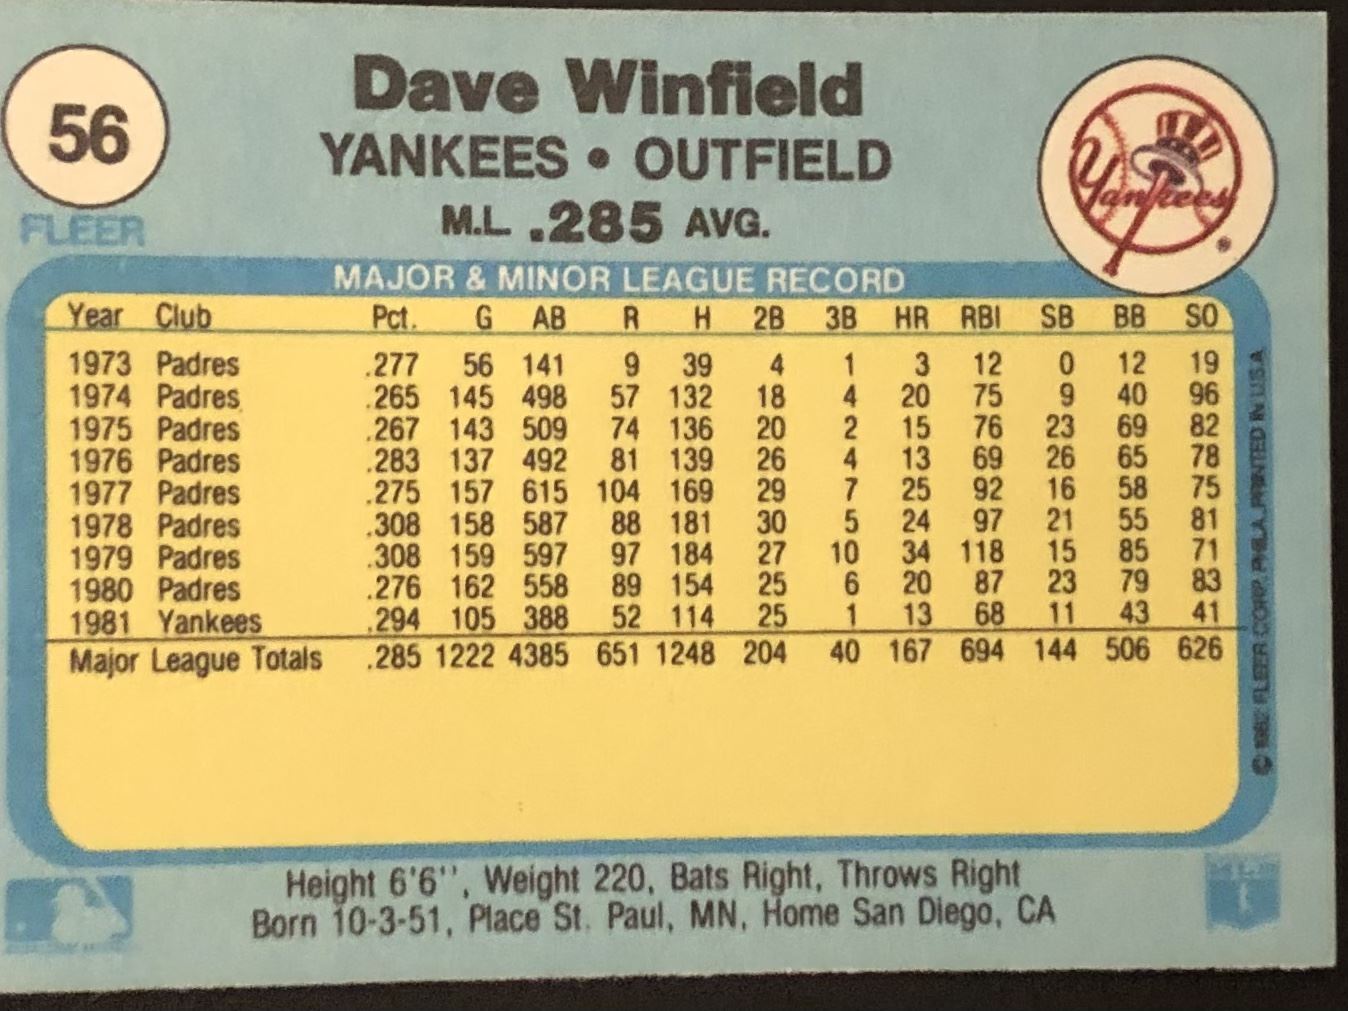 56
FLEER
Dave Winfield
YANKEES • OUTFIELD
M.L. .285 AVG.
Yankees
®
MAJOR & MINOR LEAGUE RECORD
Year Club Pct. G AB R H 2B 3B HR RBI SB BB SO
1973 Padres .277 56 141 9 39 4 1 3 12 0 12 19
1974 Padres .265 145 498 57 132 18 4 20 75 9 40 96
1975 Padres .267 143 509 74 136 20 2 15 76 23 69 82
1976 Padres .283 137 492 81 139 26 4 13 69 26 65 78
1977 Padres .275 157 615 104 169 29 7 25 92 16 58 75
1978 Padres .308 158 587 88 181 30 5 24 97 21 55 81
1979 Padres .308 159 597 97 184 27 10 34 118 15 85 71
1980 Padres .276 162 558 89 154 25 6 20 87 23 79 83
1981 Yankees .294 105 388 52 114 25 1 13 68 11 43 41
Major League Totals .285 1222 4385 651 1248 204 40 167 694 144 506 626
© 1982 FLEER CORP. PHILA. PRINTED IN U.S.A.
Height 6'6'', Weight 220, Bats Right, Throws Right
Born 10-3-51, Place St. Paul, MN, Home San Diego, CA